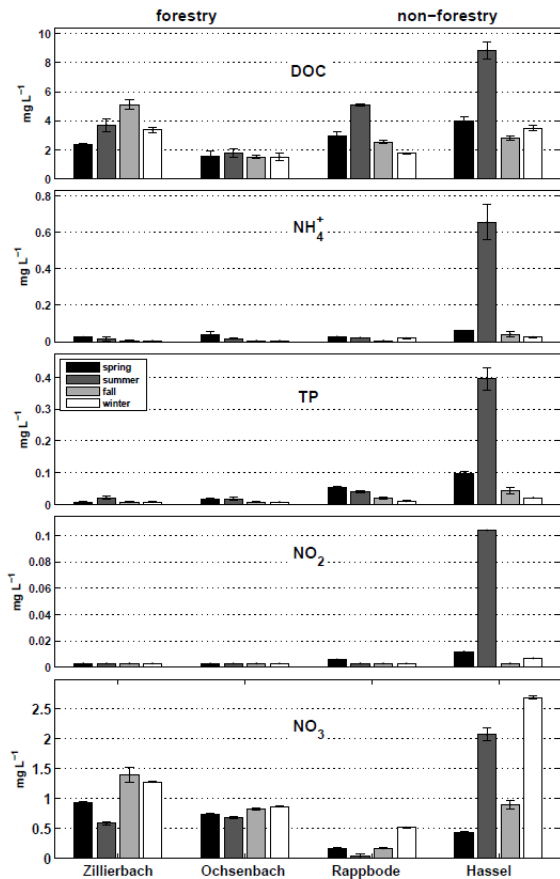 forestry non-forestry
DOC
mg L⁻¹
10
8
6
4
2
0
NH₄⁺
mg L⁻¹
0.8
0.6
0.4
0.2
0
TP
mg L⁻¹
0.4
0.3
0.2
0.1
0
spring
summer
fall
winter
NO₂
mg L⁻¹
0.1
0.08
0.06
0.04
0.02
0
NO₃
mg L⁻¹
2.5
2
1.5
1
0.5
0
Zillierbach Ochsenbach Rappbode Hassel